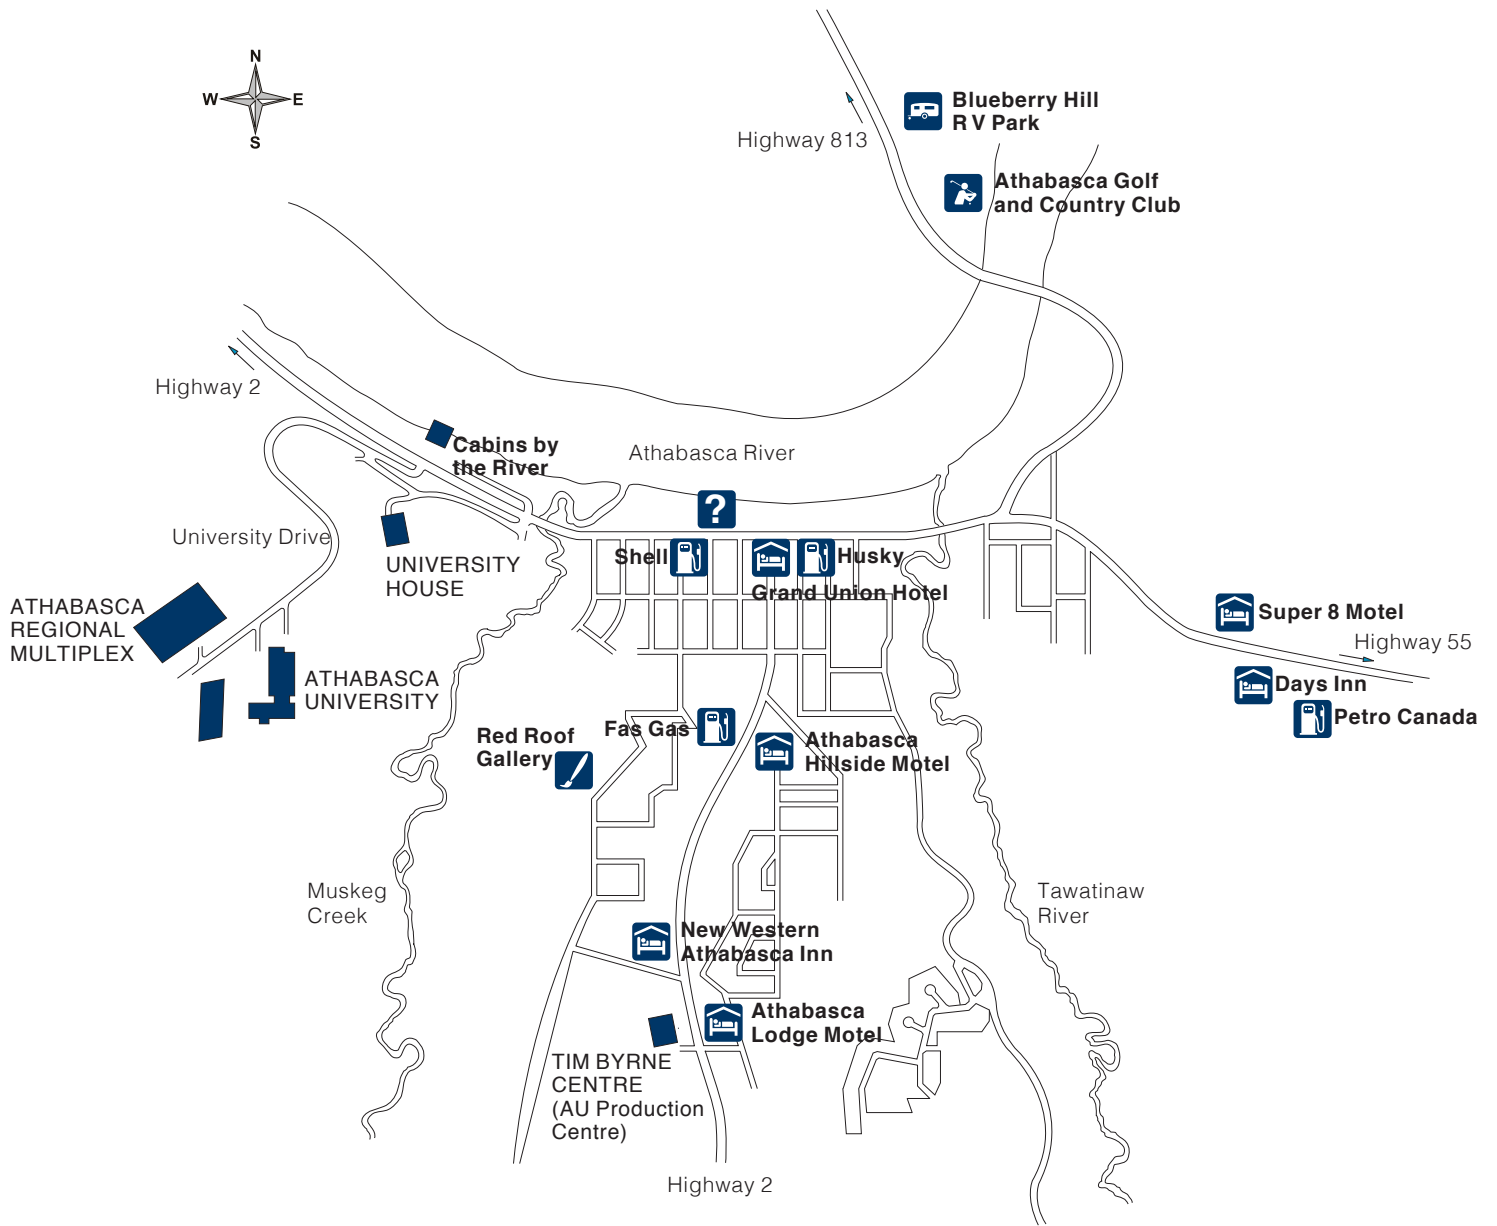 N
W E
S
Blueberry Hill
R V Park
Highway 813
Athabasca Golf
and Country Club
Highway 2
Cabins by
the River
Athabasca River
?
University Drive
UNIVERSITY
HOUSE
Shell
Husky
Grand Union Hotel
ATHABASCA
REGIONAL
MULTIPLEX
Super 8 Motel
Highway 55
ATHABASCA
UNIVERSITY
Days Inn
Petro Canada
Red Roof
Gallery
Fas Gas
Athabasca
Hillside Motel
Muskeg
Creek
Tawatinaw
River
New Western
Athabasca Inn
Athabasca
Lodge Motel
TIM BYRNE
CENTRE
(AU Production
Centre)
Highway 2